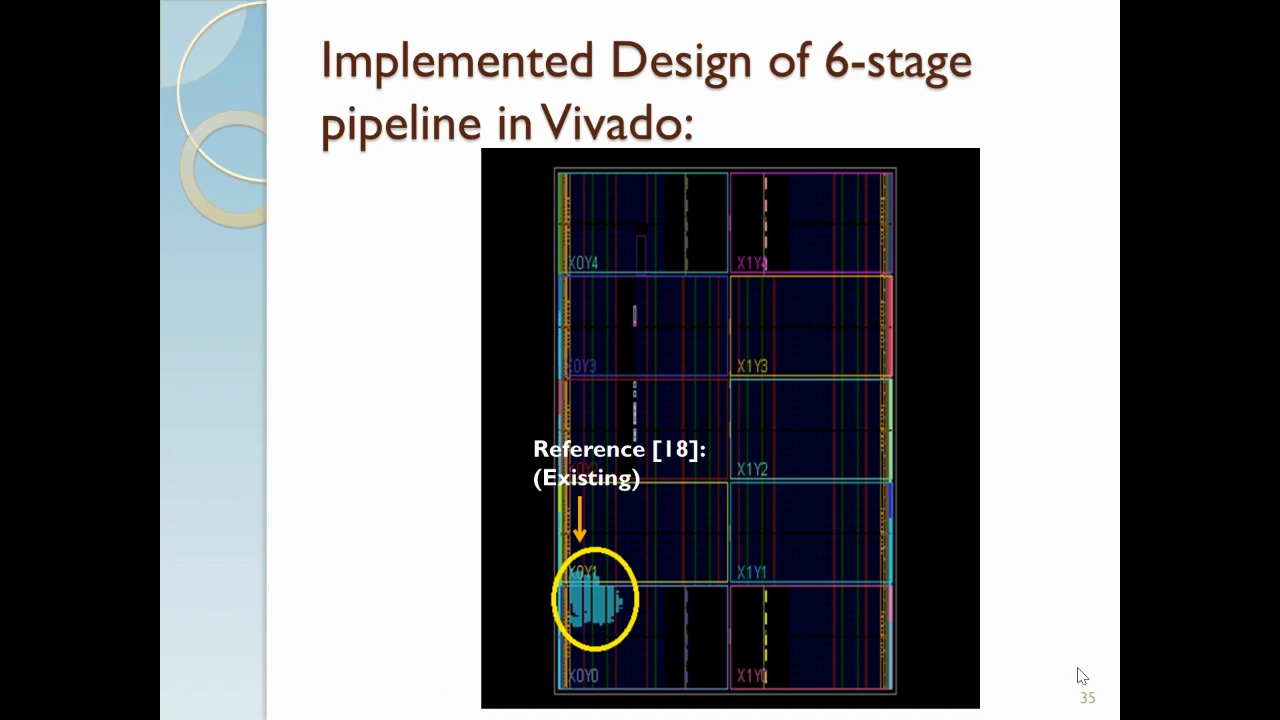 Implemented Design of 6-stage
pipeline in Vivado:
X0Y4
X1Y4
X0Y3
X1Y3
Reference [18]:
X1Y2
(Existing)
X0Y1
X1Y1
X0Y0
X1Y0
35